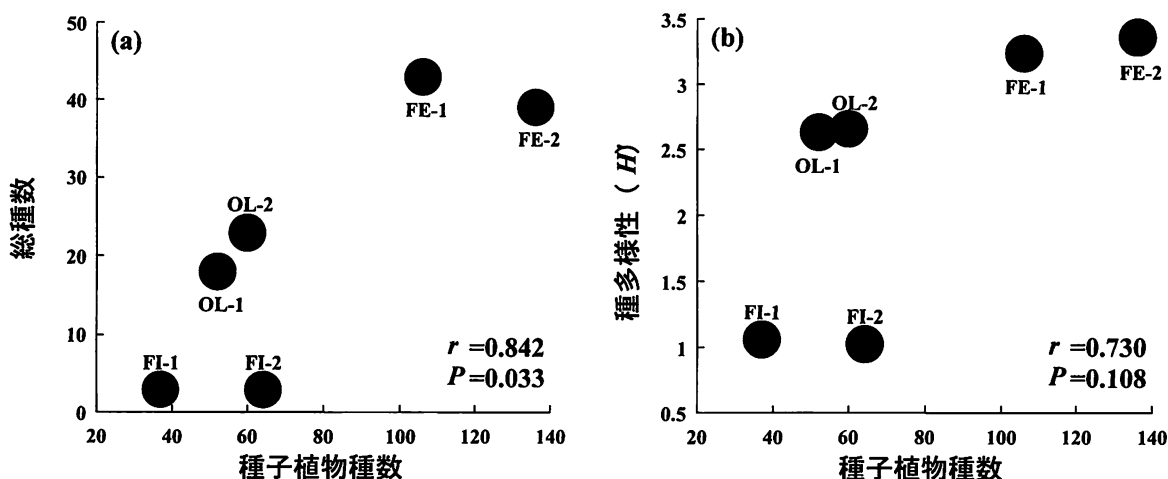 (a)
50
40
30
20
10
0
総種数
FE-1
FE-2
OL-2
OL-1
FI-1
FI-2
r =0.842
P=0.033
20 40 60 80 100 120 140
種子植物種数
(b)
3.5
3
2.5
2
1.5
1
0.5
種多様性 ( H')
FE-1
FE-2
OL-2
OL-1
FI-1
FI-2
r =0.730
P=0.108
20 40 60 80 100 120 140
種子植物種数